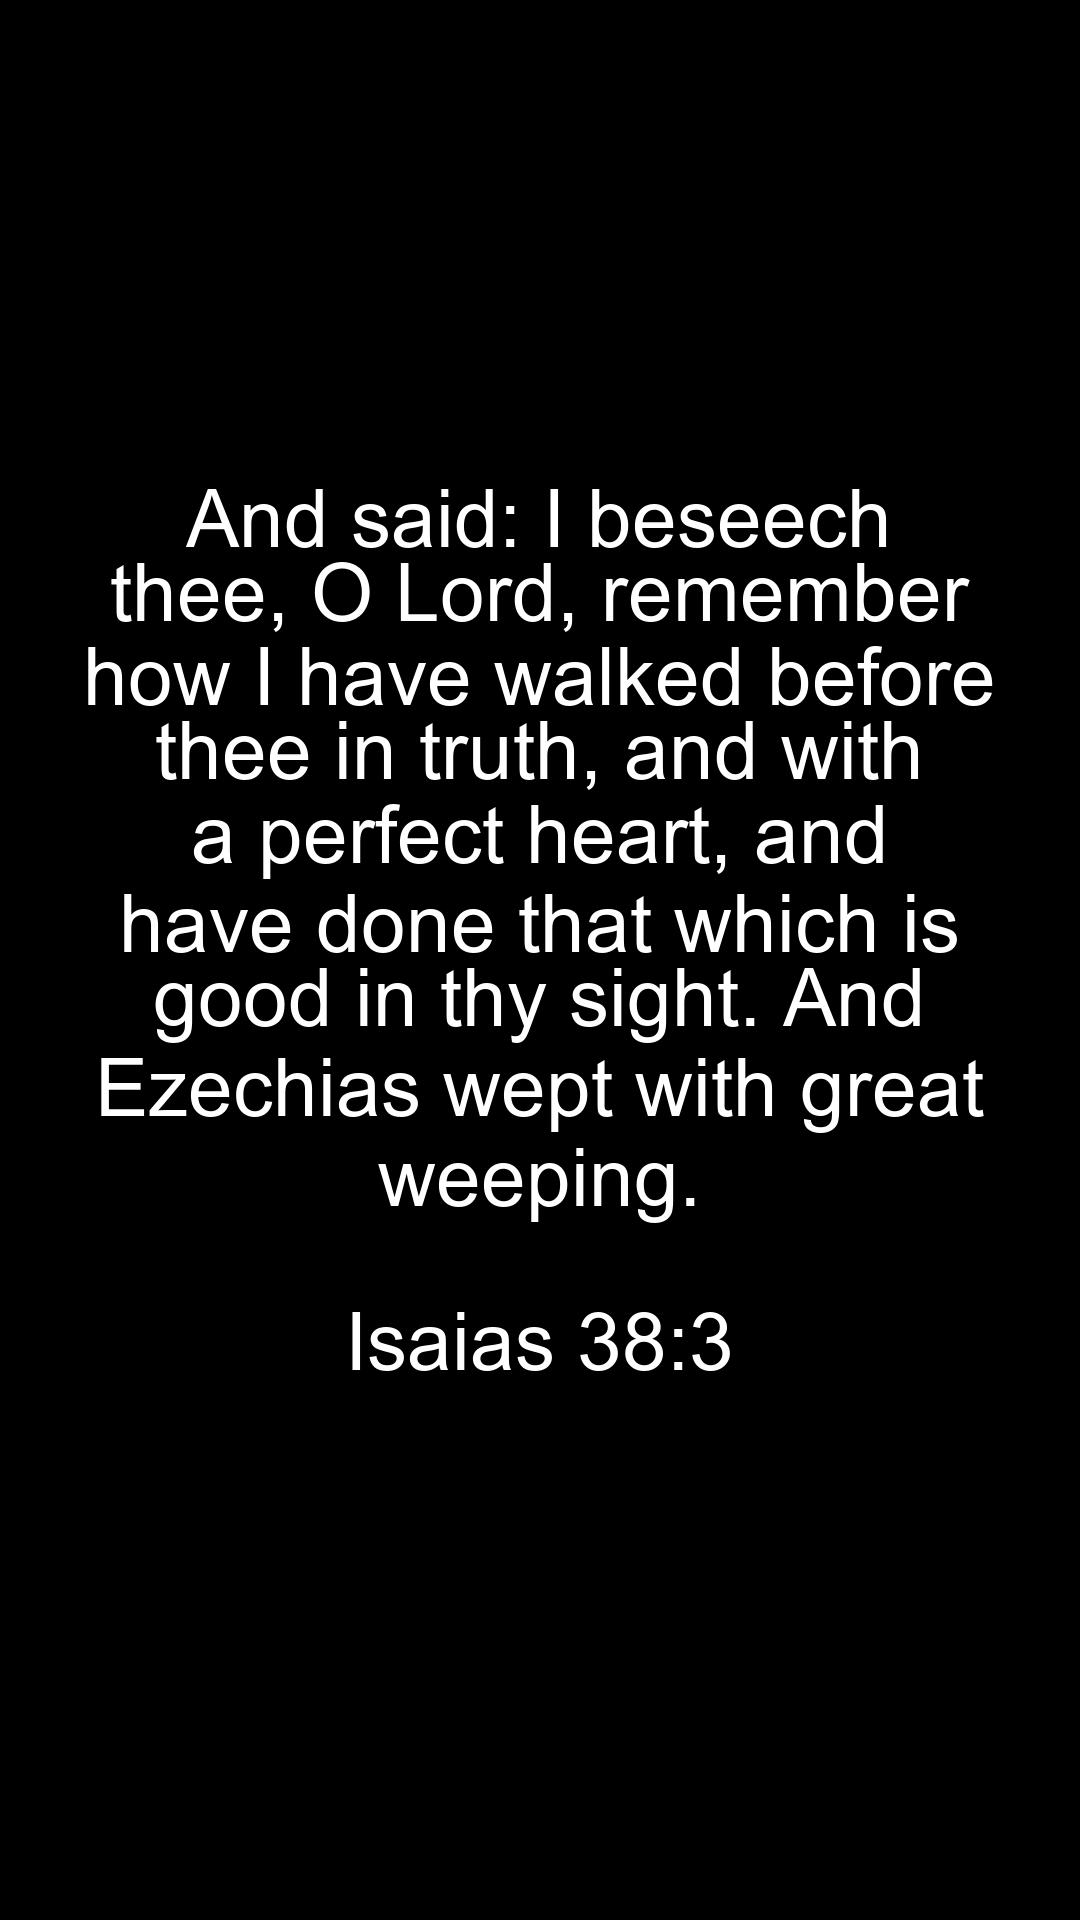 And said: I beseech
thee, O Lord, remember
how I have walked before
thee in truth, and with
a perfect heart, and
have done that which is
good in thy sight. And
Ezechias wept with great
weeping.
Isaias 38:3